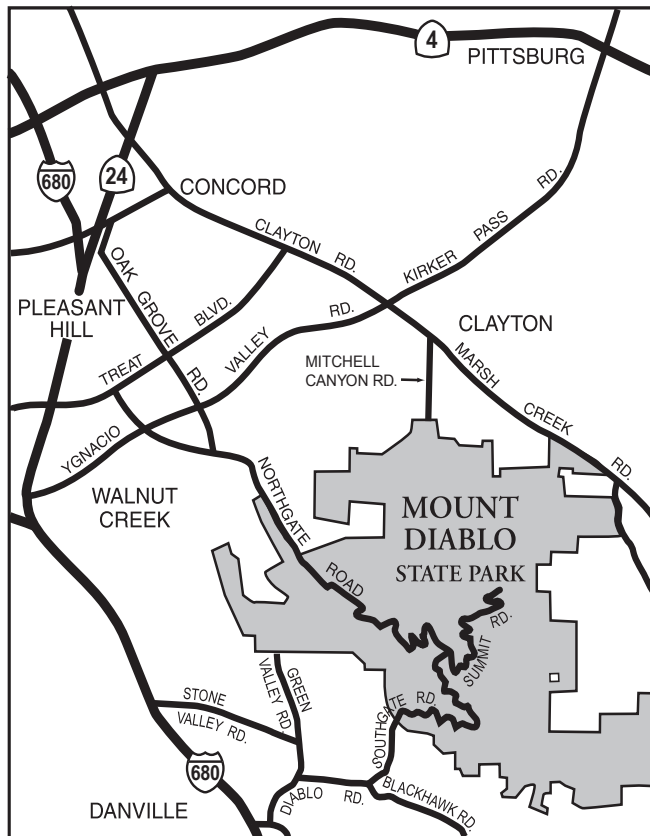 4
PITTSBURG
680
24
CONCORD
CLAYTON RD.
KIRKER PASS RD.
OAK GROVE RD.
PLEASANT
HILL
TREAT BLVD.
YGNACIO VALLEY RD.
CLAYTON
MITCHELL
CANYON RD.
MARSH CREEK RD.
WALNUT
CREEK
NORTHGATE ROAD
MOUNT
DIABLO
STATE PARK
SUMMIT RD.
STONE
VALLEY RD.
GREEN
VALLEY RD.
SOUTHGATE RD.
680
DIABLO RD.
BLACKHAWK RD.
DANVILLE